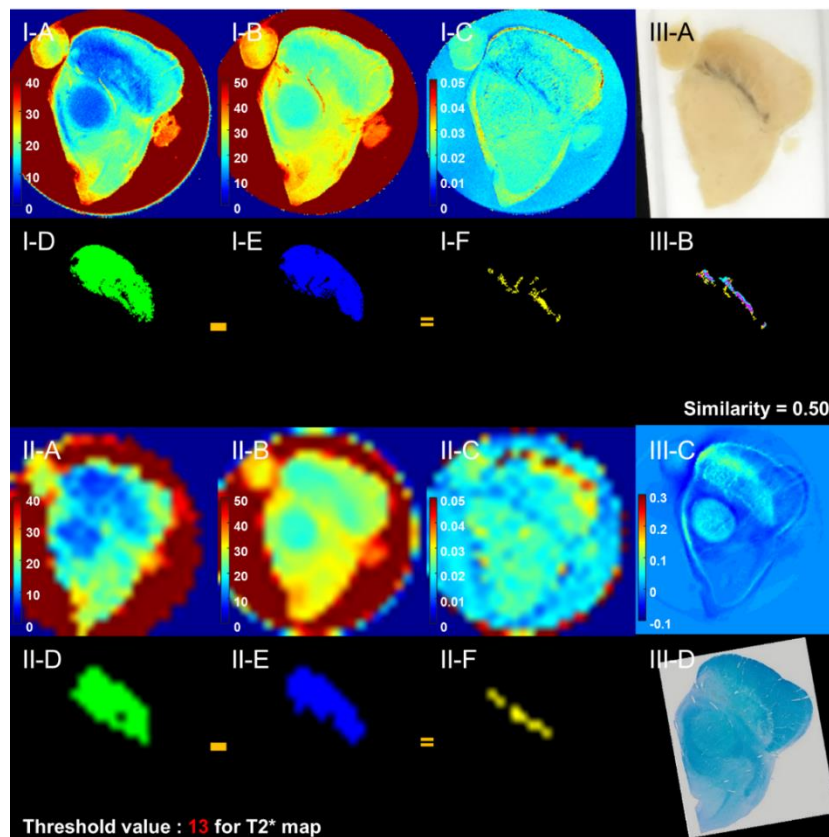 I-A I-B I-C III-A
40 50 0.05
30 40 0.04
20 30 0.03
10 20 0.02
0 10 0.01
0 0
I-D I-E I-F III-B
- =
Similarity = 0.50
II-A II-B II-C III-C
40 50 0.05 0.3
30 40 0.04 0.2
20 30 0.03 0.1
10 20 0.02 0
0 10 0.01 -0.1
0 0
II-D II-E II-F III-D
- =
Threshold value : 13 for T2* map